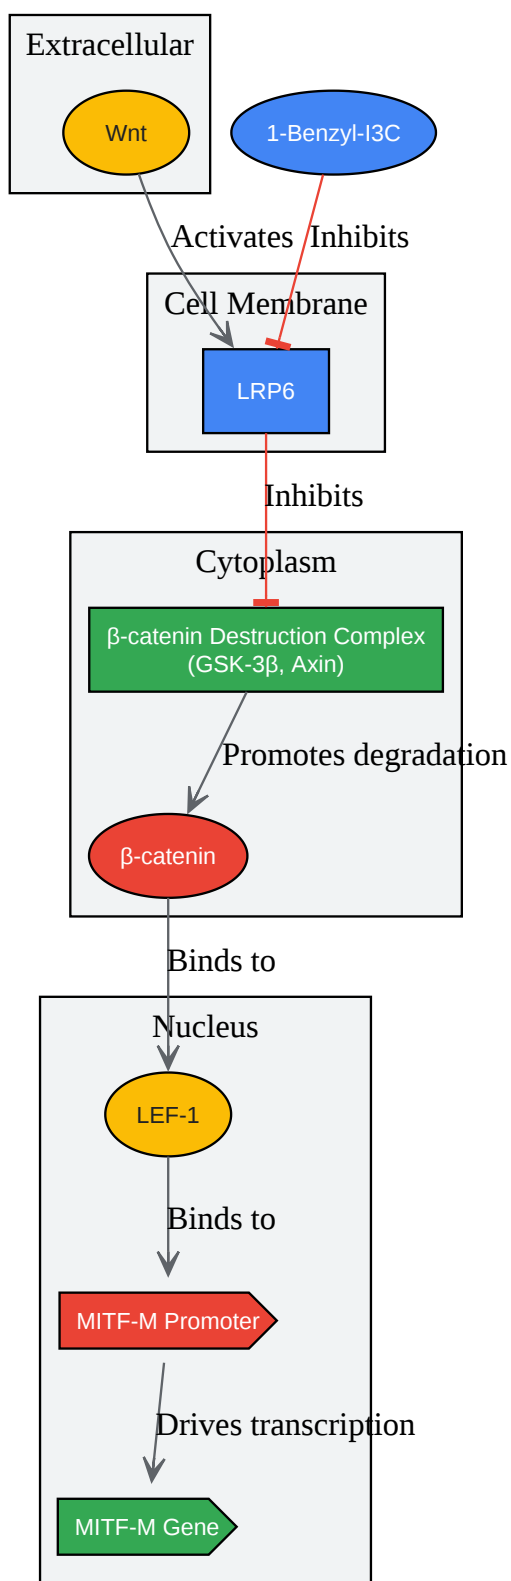 Extracellular
Wnt
1-Benzyl-I3C
Activates
Inhibits
Cell Membrane
LRP6
Inhibits
Cytoplasm
β-catenin Destruction Complex
(GSK-3β, Axin)
Promotes degradation
β-catenin
Binds to
Nucleus
LEF-1
Binds to
MITF-M Promoter
Drives transcription
MITF-M Gene